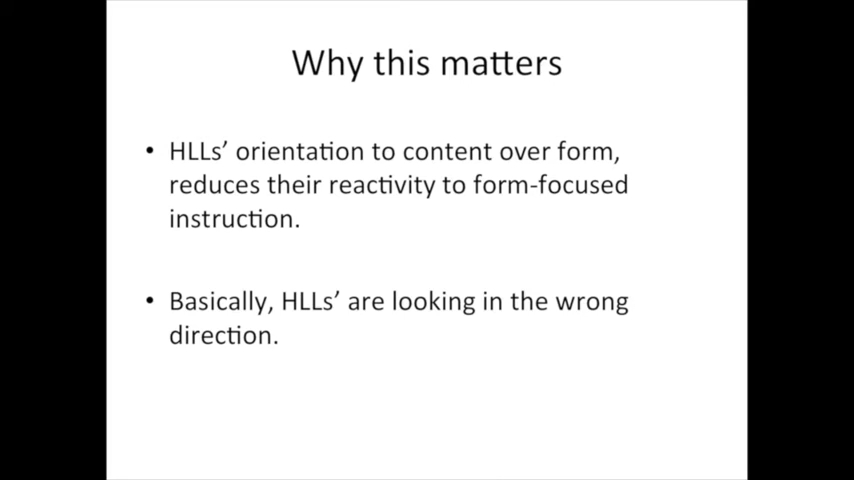 Why this matters
• HLLs’ orientation to content over form,
reduces their reactivity to form-focused
instruction.
• Basically, HLLs’ are looking in the wrong
direction.